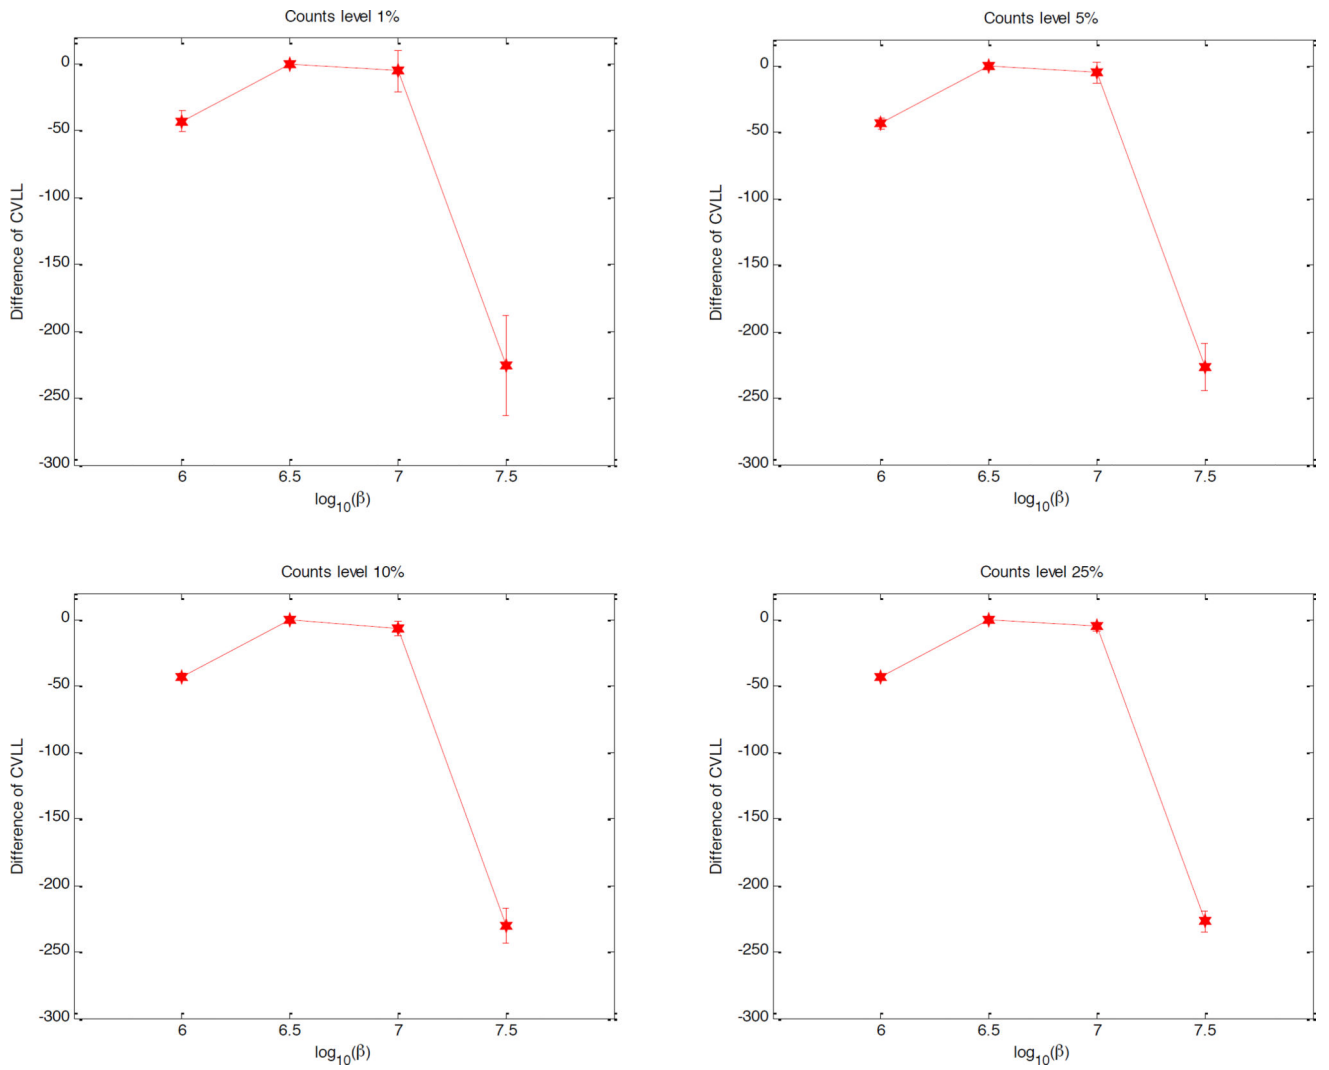 Counts level 1%
0
-50
-100
-150
-200
-250
-300
Difference of CVLL
6 6.5 7 7.5
log10(β)
Counts level 5%
0
-50
-100
-150
-200
-250
-300
Difference of CVLL
6 6.5 7 7.5
log10(β)
Counts level 10%
0
-50
-100
-150
-200
-250
-300
Difference of CVLL
6 6.5 7 7.5
log10(β)
Counts level 25%
0
-50
-100
-150
-200
-250
-300
Difference of CVLL
6 6.5 7 7.5
log10(β)